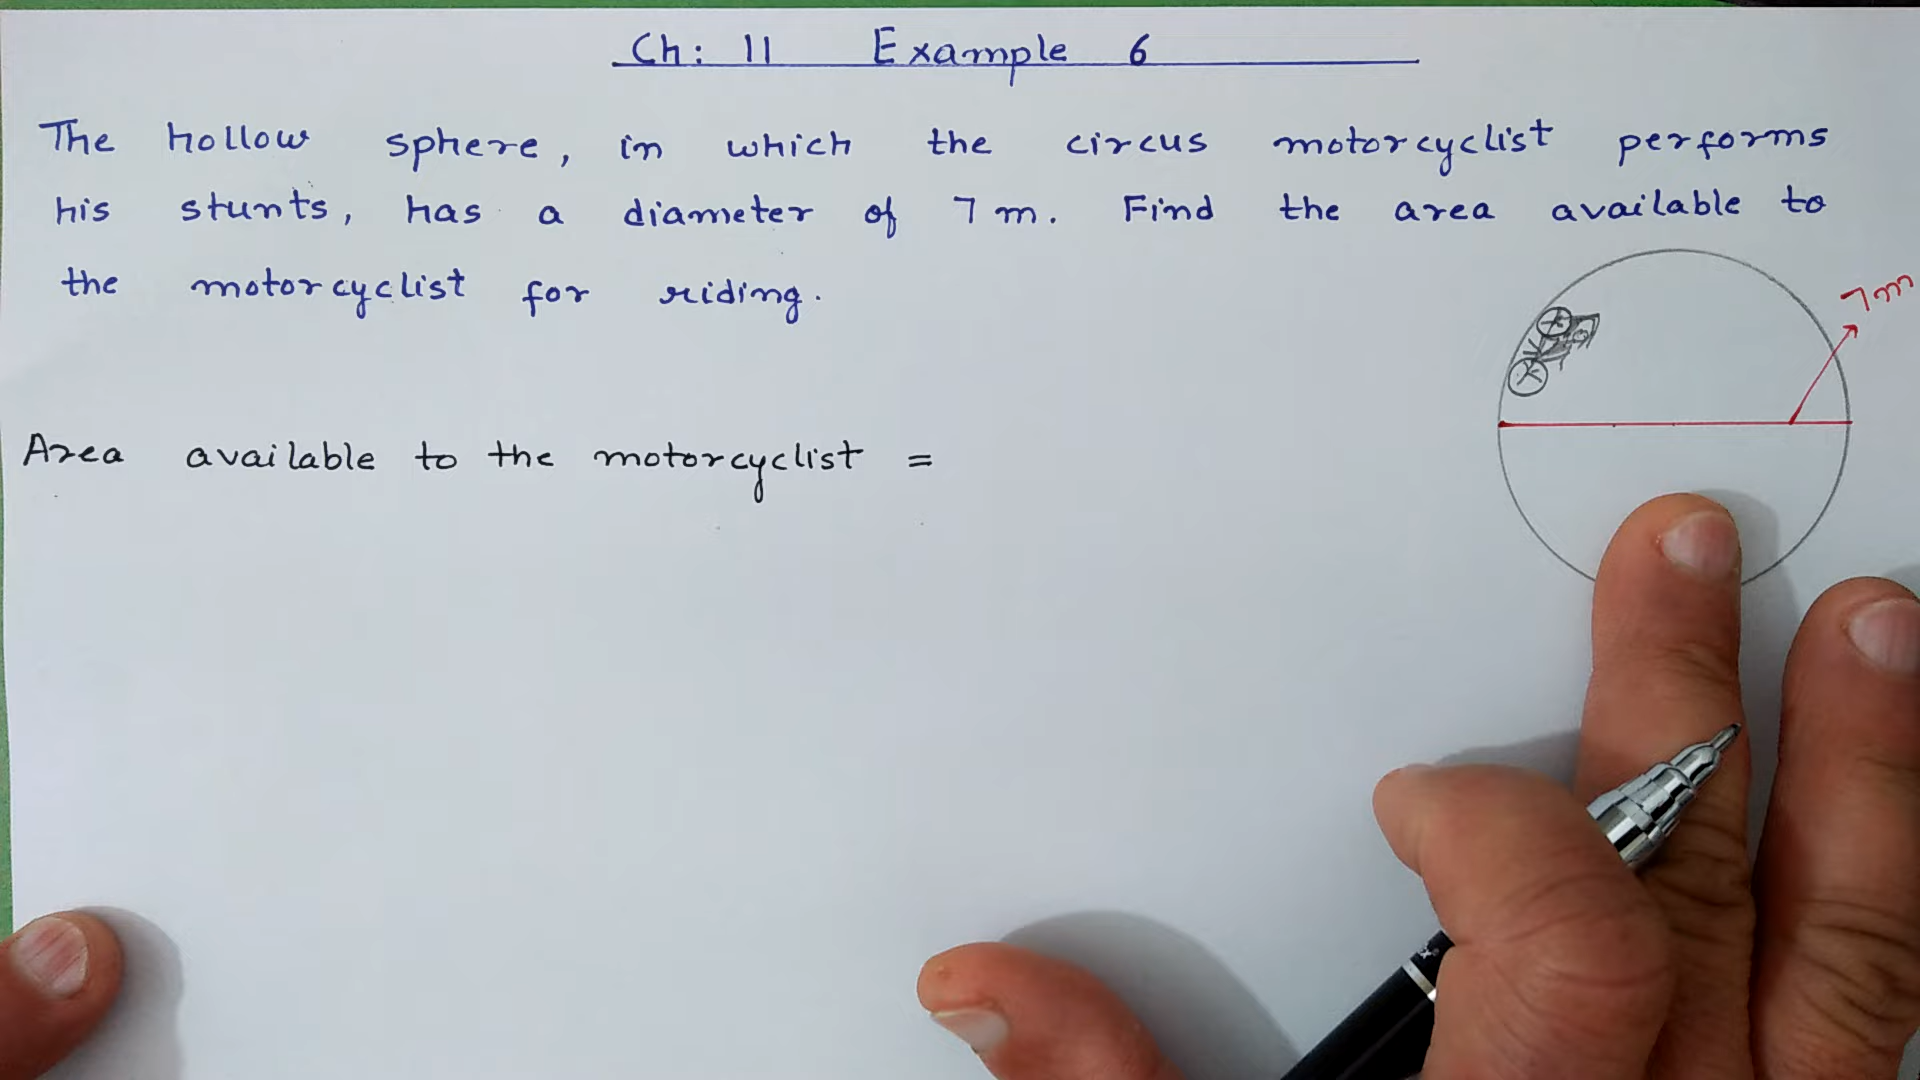 Ch: 11 Example 6
The hollow sphere, in which the circus motorcyclist performs
his stunts, has a diameter of 7 m. Find the area available to
the motorcyclist for riding.
7m
Area available to the motorcyclist =